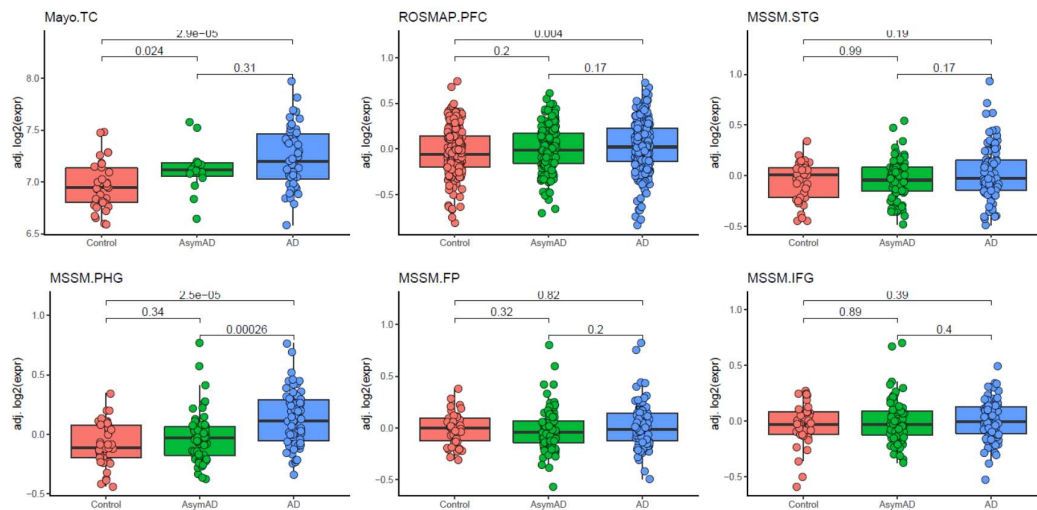 Mayo.TC
2.9e-05
0.024
0.31
8.0
7.5
7.0
6.5
adj. log2(expr)
Control AsymAD AD
ROSMAP.PFC
0.004
0.2
0.17
1.0
0.5
0.0
−0.5
adj. log2(expr)
Control AsymAD AD
MSSM.STG
0.19
0.99
0.17
1.0
0.5
0.0
−0.5
adj. log2(expr)
Control AsymAD AD
MSSM.PHG
2.5e-05
0.34
0.00026
1.0
0.5
0.0
−0.5
adj. log2(expr)
Control AsymAD AD
MSSM.FP
0.82
0.32
0.2
1.0
0.5
0.0
−0.5
adj. log2(expr)
Control AsymAD AD
MSSM.IFG
0.39
0.89
0.4
1.0
0.5
0.0
−0.5
adj. log2(expr)
Control AsymAD AD